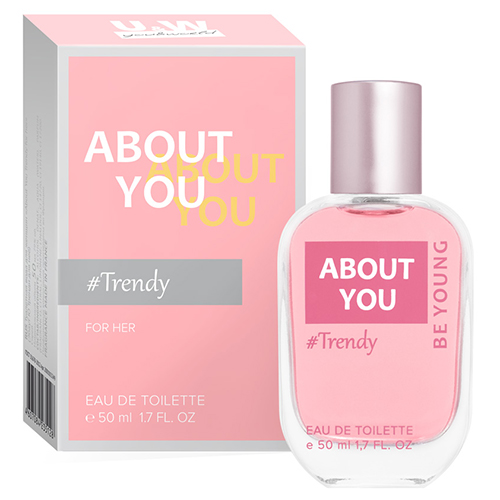 U&W
ABOUT
YOU
ABOUT
YOU
#Trendy
FOR HER
EAU DE TOILETTE
e 50 ml 1,7 FL. OZ
ABOUT
YOU
#Trendy
BE YOUNG
EAU DE TOILETTE
e 50 ml 1,7 FL. OZ